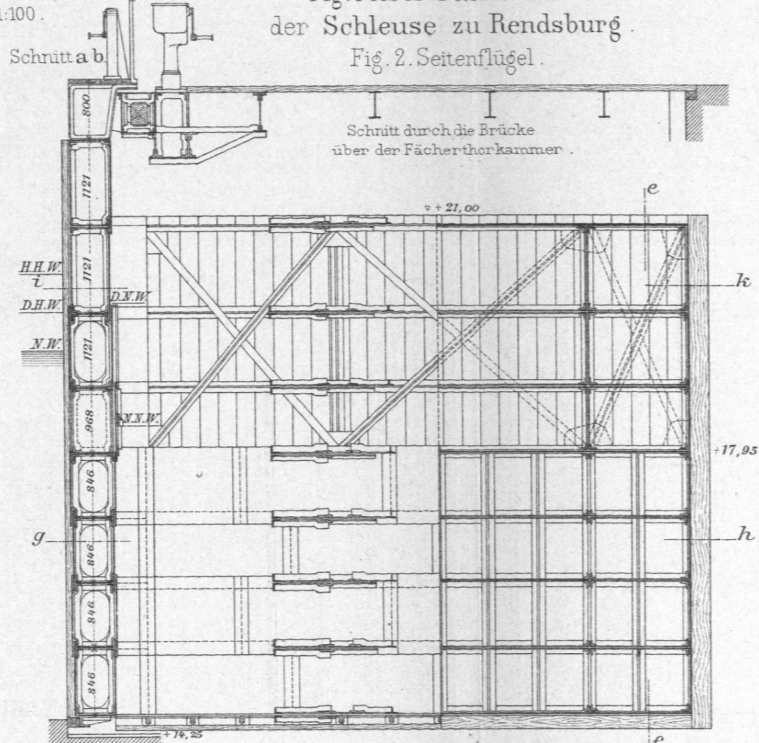 1:100.
der Schleuse zu Rendsburg.
Schnitt a b
Fig. 2. Seitenflügel.
800
Schnitt durch die Brücke
über der Fächerthorkammer.
1121
e
+ 21,00
H.H.W.
1121
i
k
D.N.W.
D.H.W.
N.W.
1121
968
N.N.W.
+17,95
846
g
846
h
846
846
+ 14,25
f